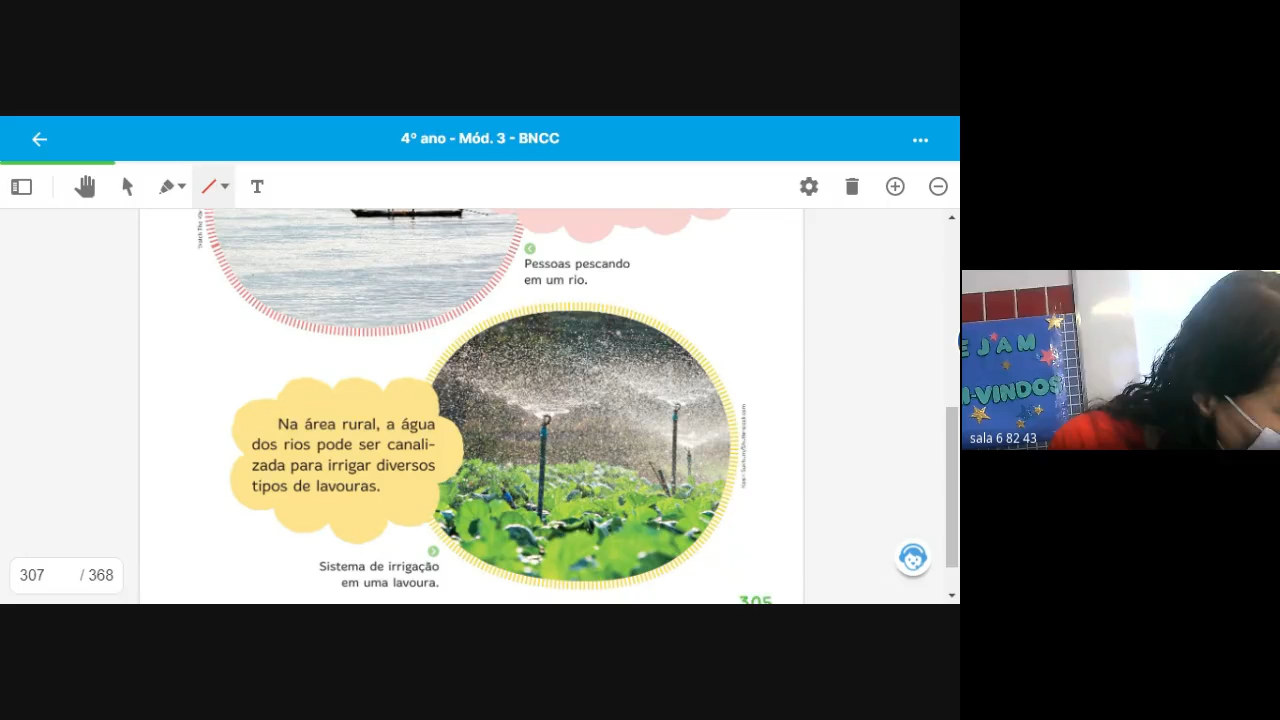 4º ano - Mód. 3 - BNCC
T
Pessoas pescando
em um rio.
Na área rural, a água
dos rios pode ser canali-
zada para irrigar diversos
tipos de lavouras.
Sistema de irrigação
em uma lavoura.
305
307 / 368
E JAM
-VINDOS
sala 6 82 43